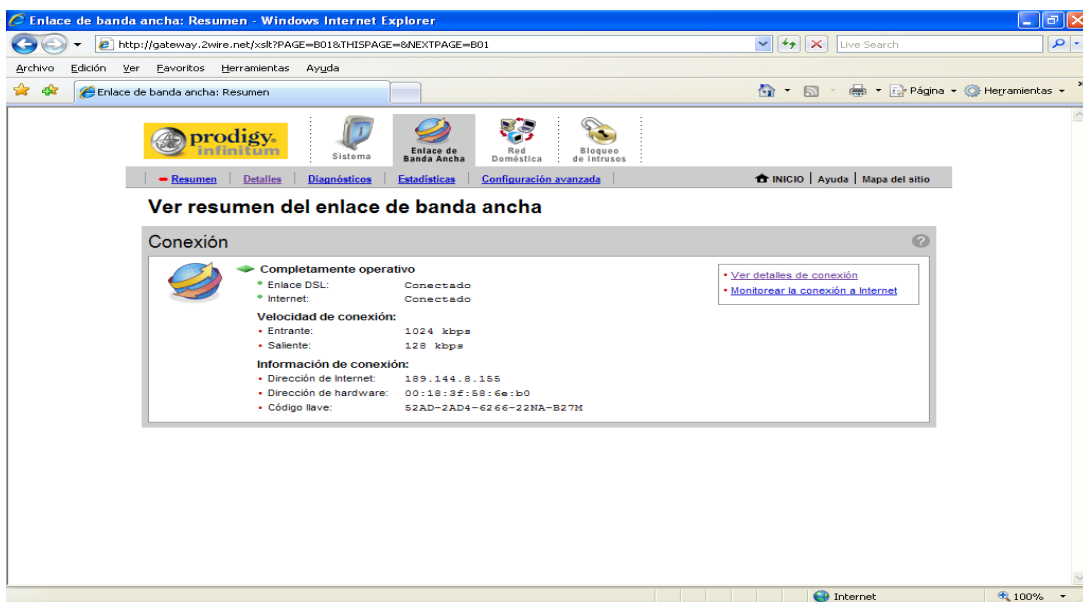 Enlace de banda ancha: Resumen - Windows Internet Explorer
http://gateway.2wire.net/xslt?PAGE=B01&THISPAGE=&NEXTPAGE=B01
Live Search
Archivo Edición Ver Favoritos Herramientas Ayuda
Enlace de banda ancha: Resumen
Página
Herramientas
prodigy
infinitum
Sistema
Enlace de Banda Ancha
Red Doméstica
Bloqueo de Intrusos
Resumen | Detalles | Diagnósticos | Estadísticas | Configuración avanzada
INICIO | Ayuda | Mapa del sitio
Ver resumen del enlace de banda ancha
Conexión
?
Completamente operativo
Enlace DSL: Conectado
Internet: Conectado
Velocidad de conexión:
Entrante: 1024 kbps
Saliente: 128 kbps
Información de conexión:
Dirección de Internet: 189.144.8.155
Dirección de hardware: 00:18:3f:58:6e:b0
Código llave: 52AD-2AD4-6266-22NA-B27M
Ver detalles de conexión
Monitorear la conexión a Internet
Internet
100%